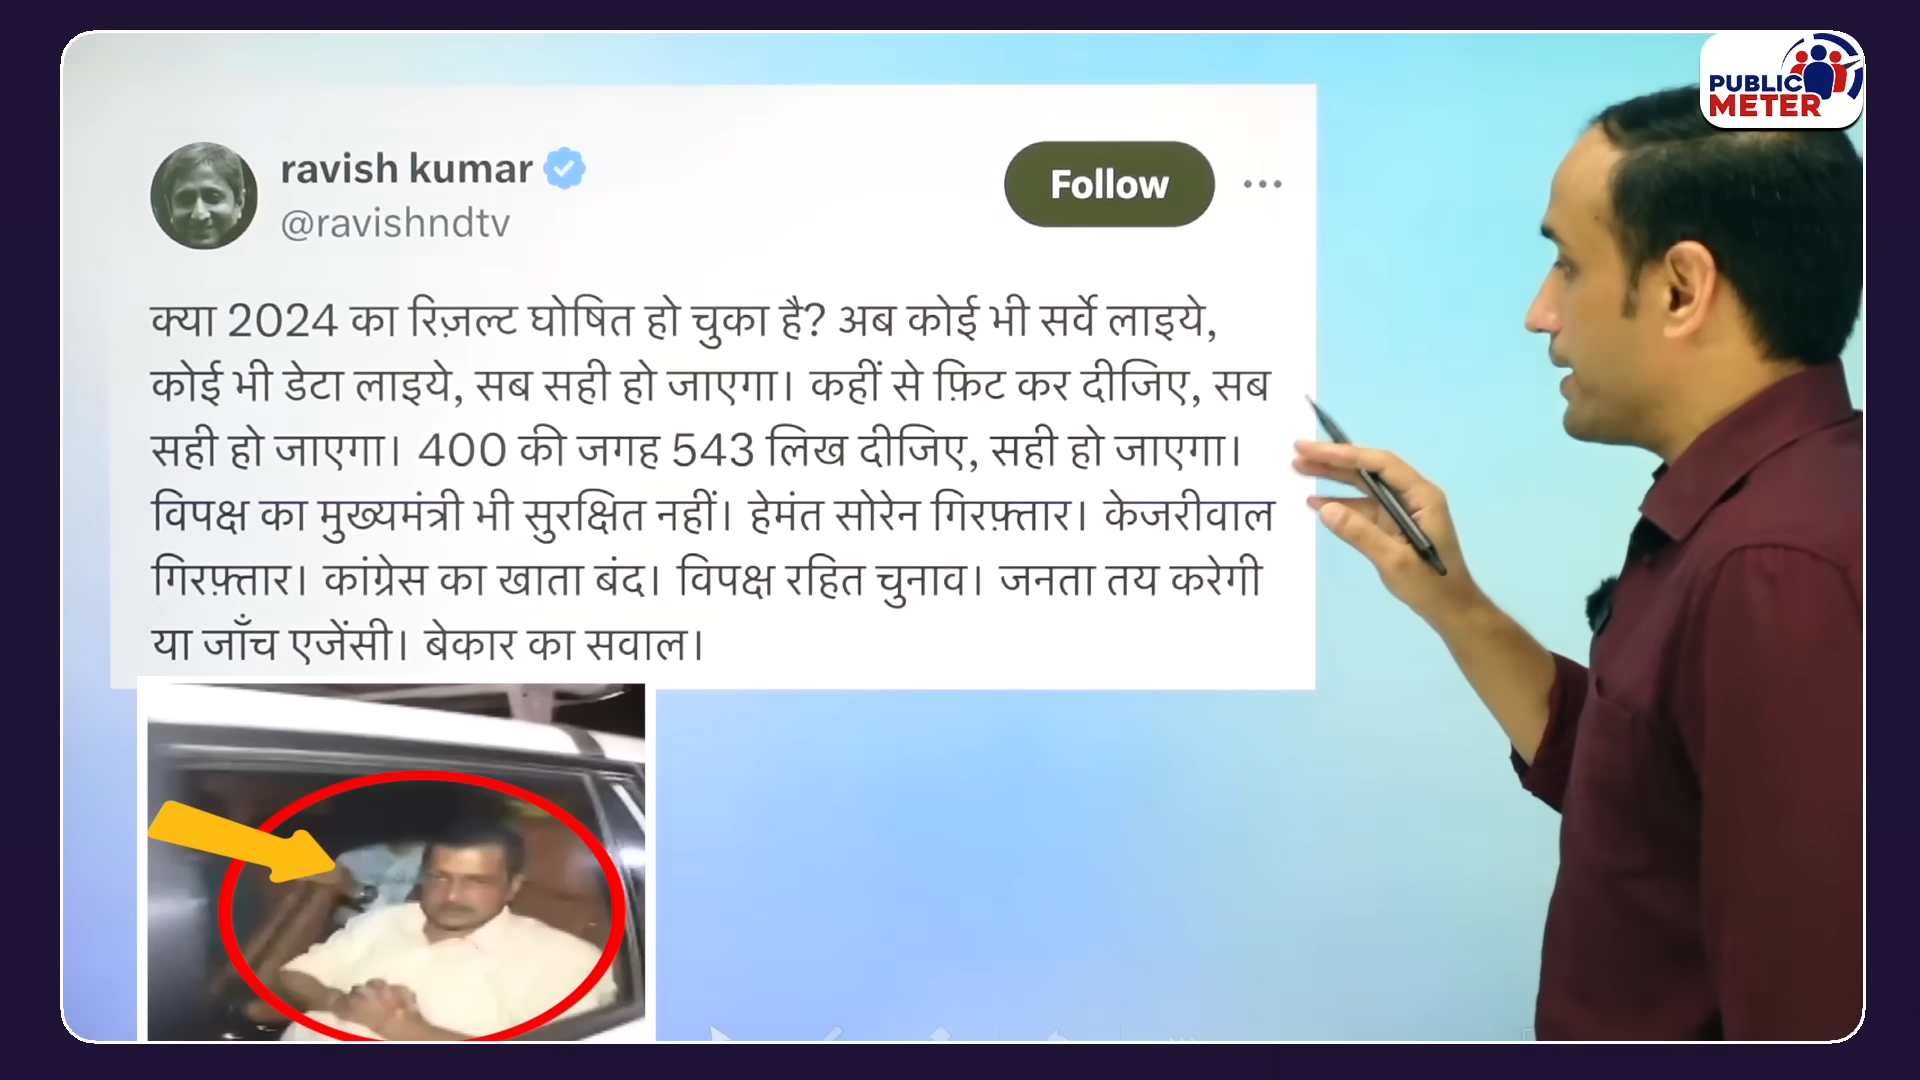 PUBLIC
METER
ravish kumar
@ravishndtv
Follow
क्या 2024 का रिज़ल्ट घोषित हो चुका है? अब कोई भी सर्वे लाइये,
कोई भी डेटा लाइये, सब सही हो जाएगा। कहीं से फ़िट कर दीजिए, सब
सही हो जाएगा। 400 की जगह 543 लिख दीजिए, सही हो जाएगा।
विपक्ष का मुख्यमंत्री भी सुरक्षित नहीं। हेमंत सोरेन गिरफ़्तार। केजरीवाल
गिरफ़्तार। कांग्रेस का खाता बंद। विपक्ष रहित चुनाव। जनता तय करेगी
या जाँच एजेंसी। बेकार का सवाल।